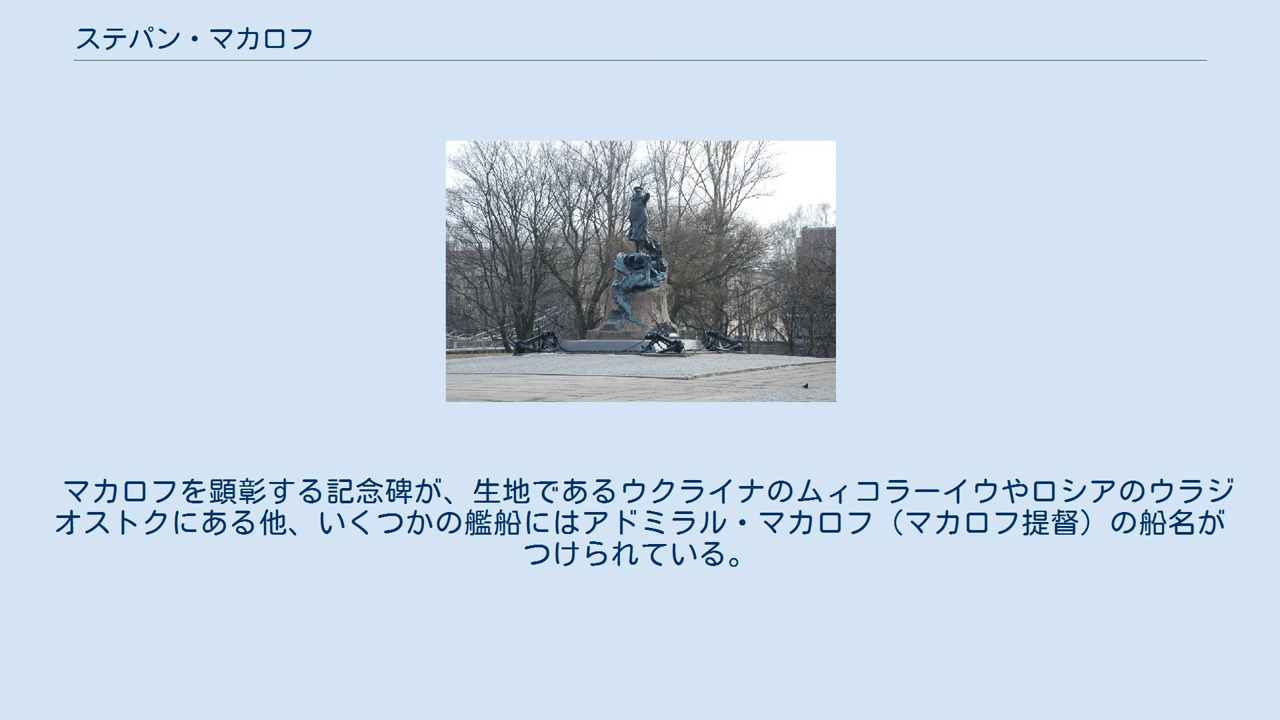 ステパン・マカロフ
マカロフを顕彰する記念碑が、生地であるウクライナのムィコラーイウやロシアのウラジ
オストクにある他、いくつかの艦船にはアドミラル・マカロフ（マカロフ提督）の船名が
つけられている。